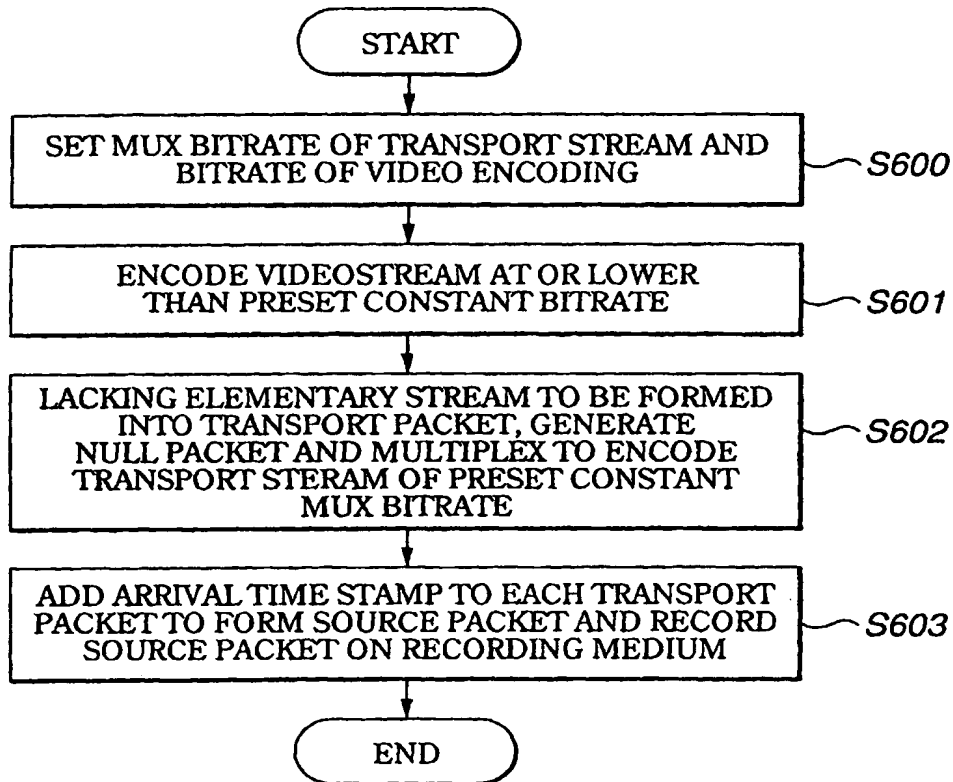 START
SET MUX BITRATE OF TRANSPORT STREAM AND
BITRATE OF VIDEO ENCODING
S600
ENCODE VIDEOSTREAM AT OR LOWER
THAN PRESET CONSTANT BITRATE
S601
LACKING ELEMENTARY STREAM TO BE FORMED
INTO TRANSPORT PACKET, GENERATE
NULL PACKET AND MULTIPLEX TO ENCODE
TRANSPORT STERAM OF PRESET CONSTANT
MUX BITRATE
S602
ADD ARRIVAL TIME STAMP TO EACH TRANSPORT
PACKET TO FORM SOURCE PACKET AND RECORD
SOURCE PACKET ON RECORDING MEDIUM
S603
END